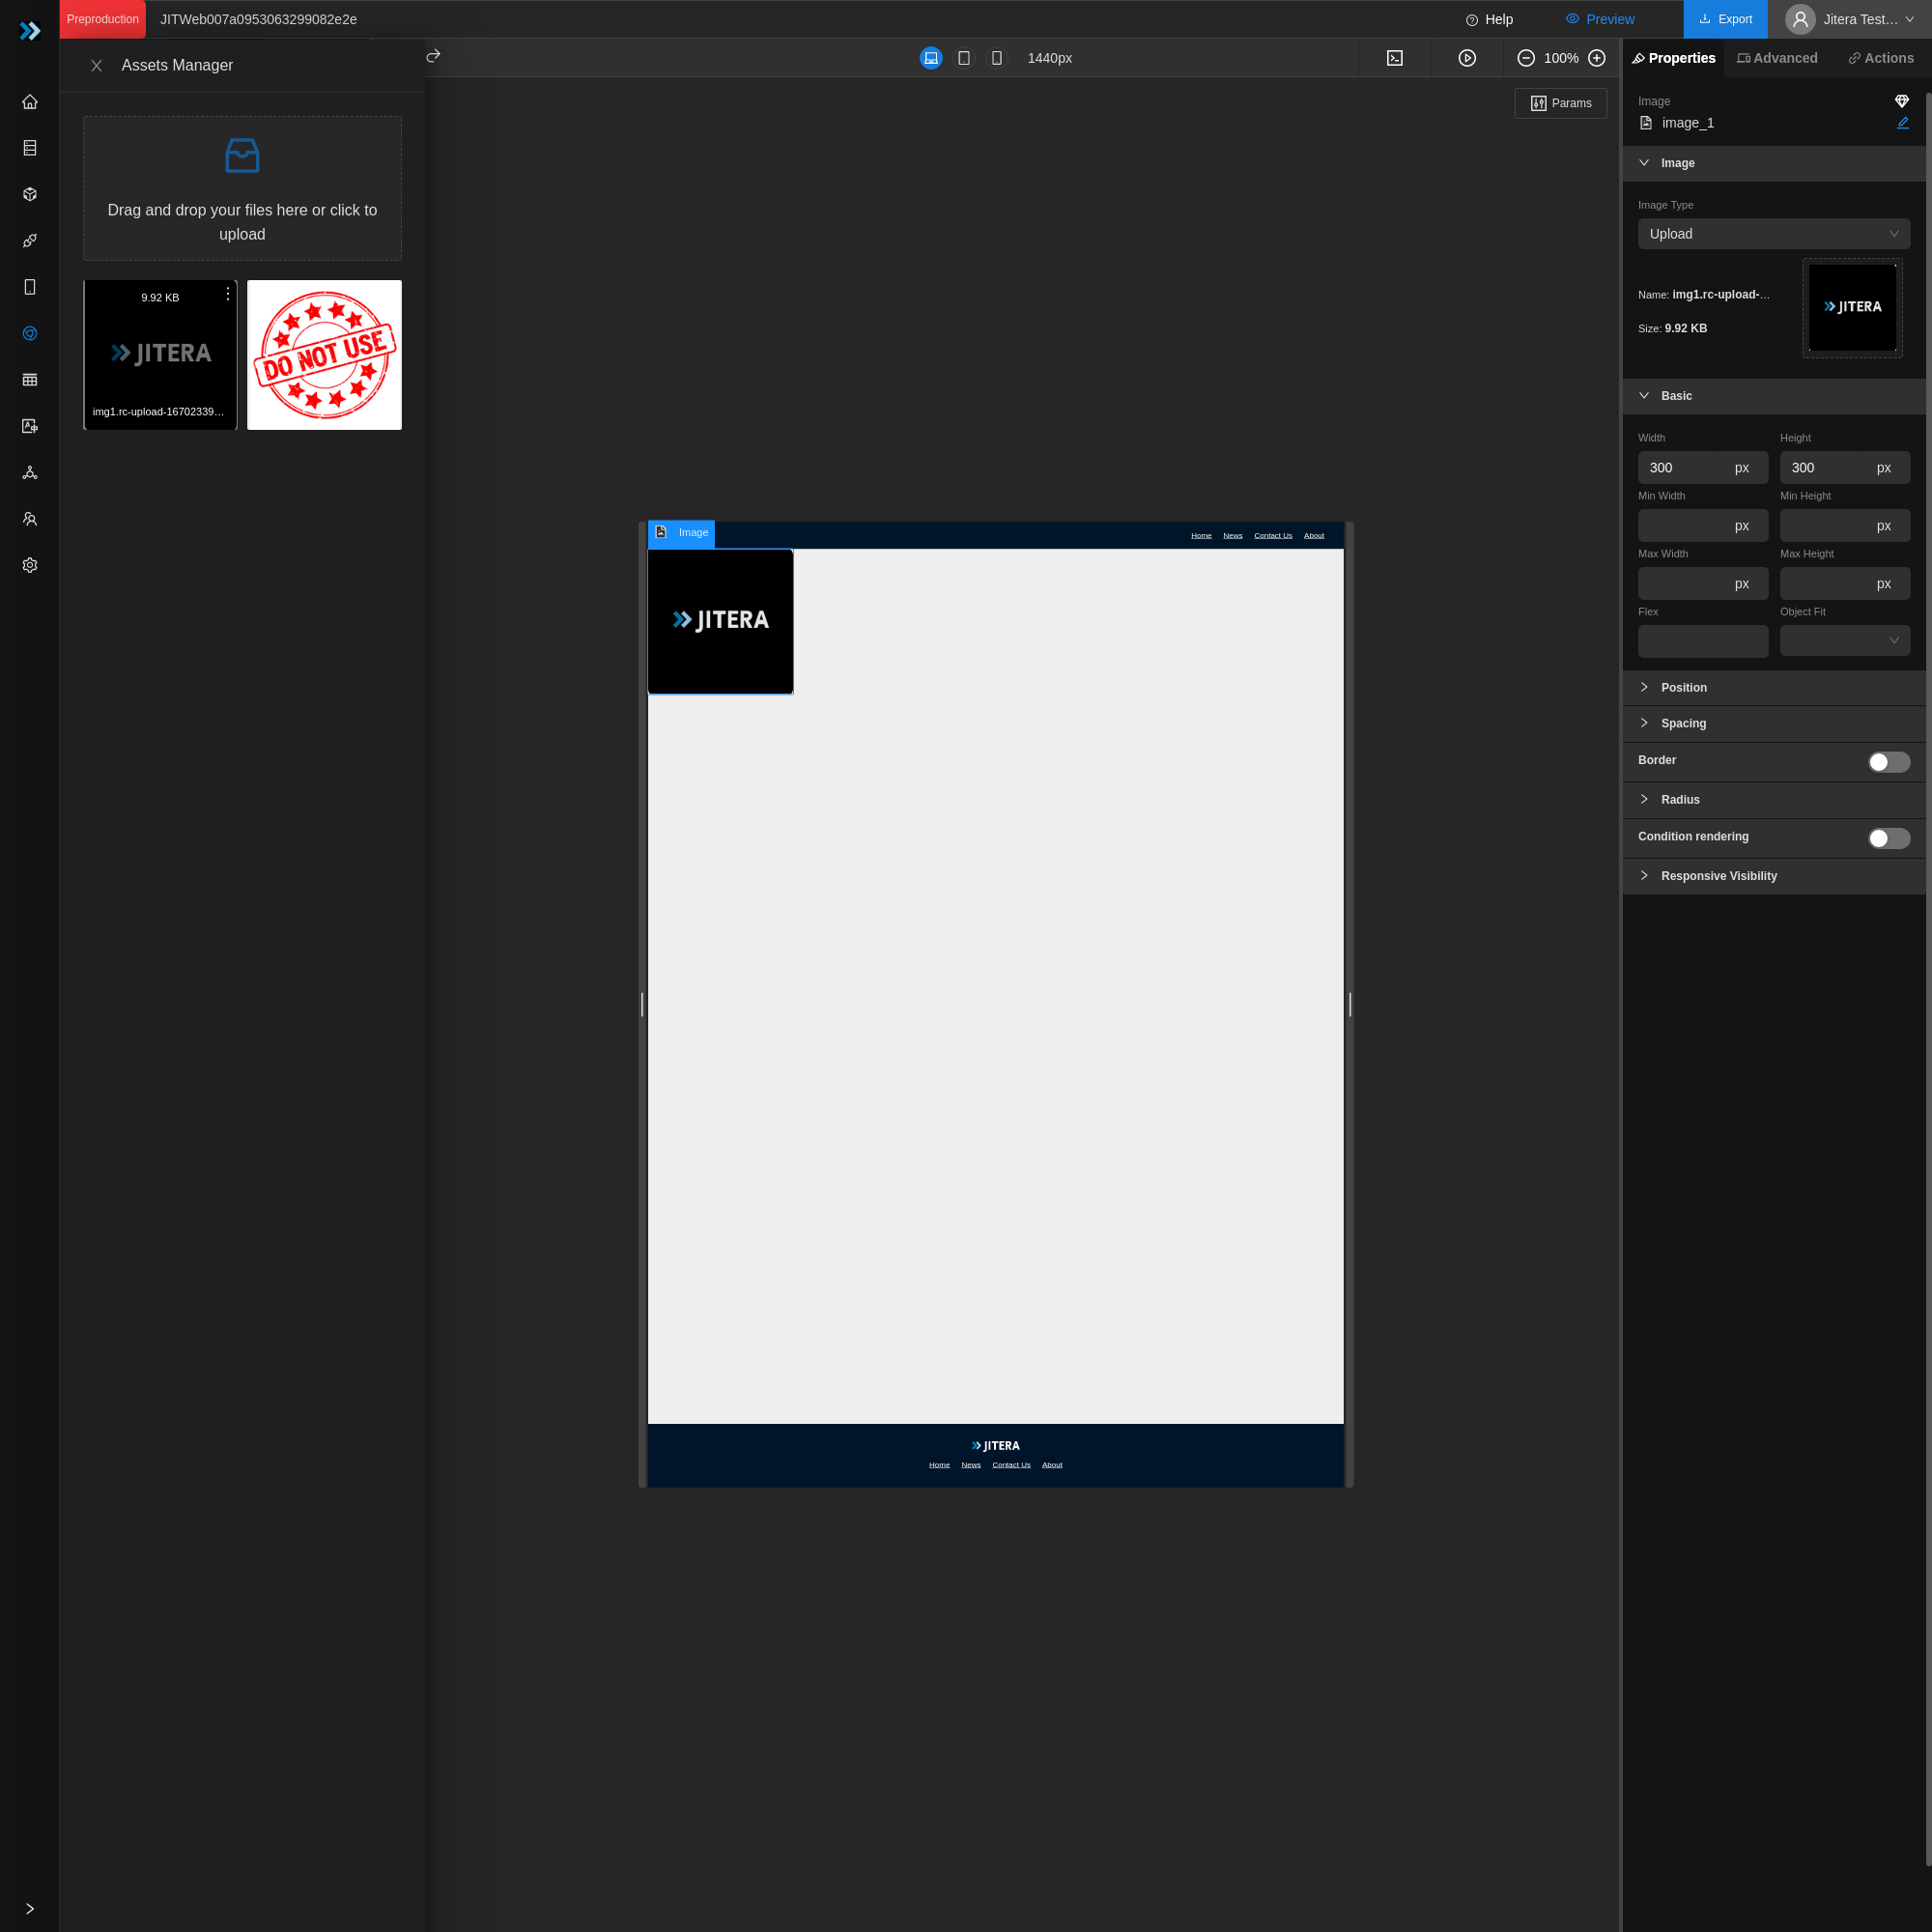 Preproduction
JITWeb007a0953063299082e2e
Help
Preview
Export
Jitera Test...
Assets Manager
1440px
100%
Properties
Advanced
Actions
Params
Drag and drop your files here or click to
upload
9.92 KB
JITERA
img1.rc-upload-16702339...
DO NOT USE
Image
Home
News
Contact Us
About
JITERA
JITERA
Home
News
Contact Us
About
Image
image_1
Image
Image Type
Upload
Name: img1.rc-upload-...
Size: 9.92 KB
JITERA
Basic
Width
Height
300 px
300 px
Min Width
Min Height
px
px
Max Width
Max Height
px
px
Flex
Object Fit
Position
Spacing
Border
Radius
Condition rendering
Responsive Visibility